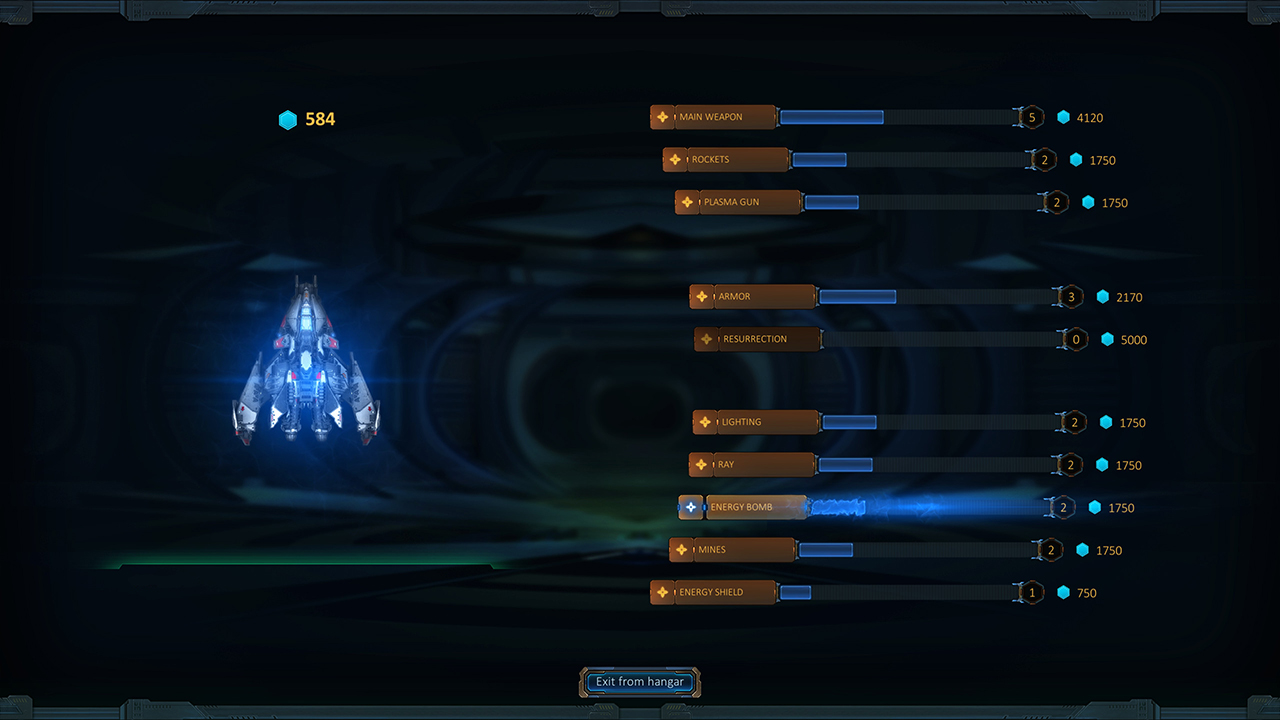 584
MAIN WEAPON 5 4120
ROCKETS 2 1750
PLASMA GUN 2 1750
ARMOR 3 2170
RESURRECTION 0 5000
LIGHTING 2 1750
RAY 2 1750
ENERGY BOMB 2 1750
MINES 2 1750
ENERGY SHIELD 1 750
Exit from hangar